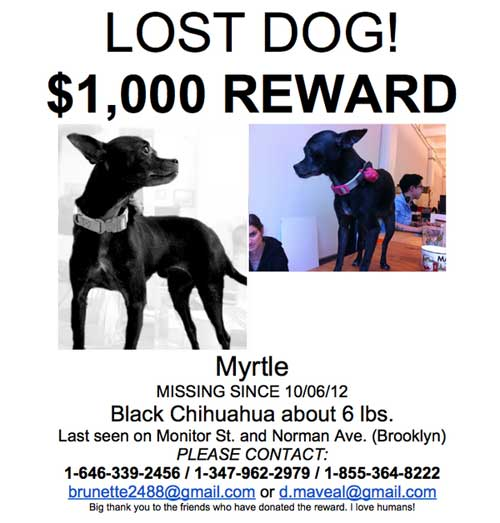 LOST DOG!
$1,000 REWARD
Myrtle
MISSING SINCE 10/06/12
Black Chihuahua about 6 lbs.
Last seen on Monitor St. and Norman Ave. (Brooklyn)
PLEASE CONTACT:
1-646-339-2456 / 1-347-962-2979 / 1-855-364-8222
brunette2488@gmail.com or d.maveal@gmail.com
Big thank you to the friends who have donated the reward. I love humans!